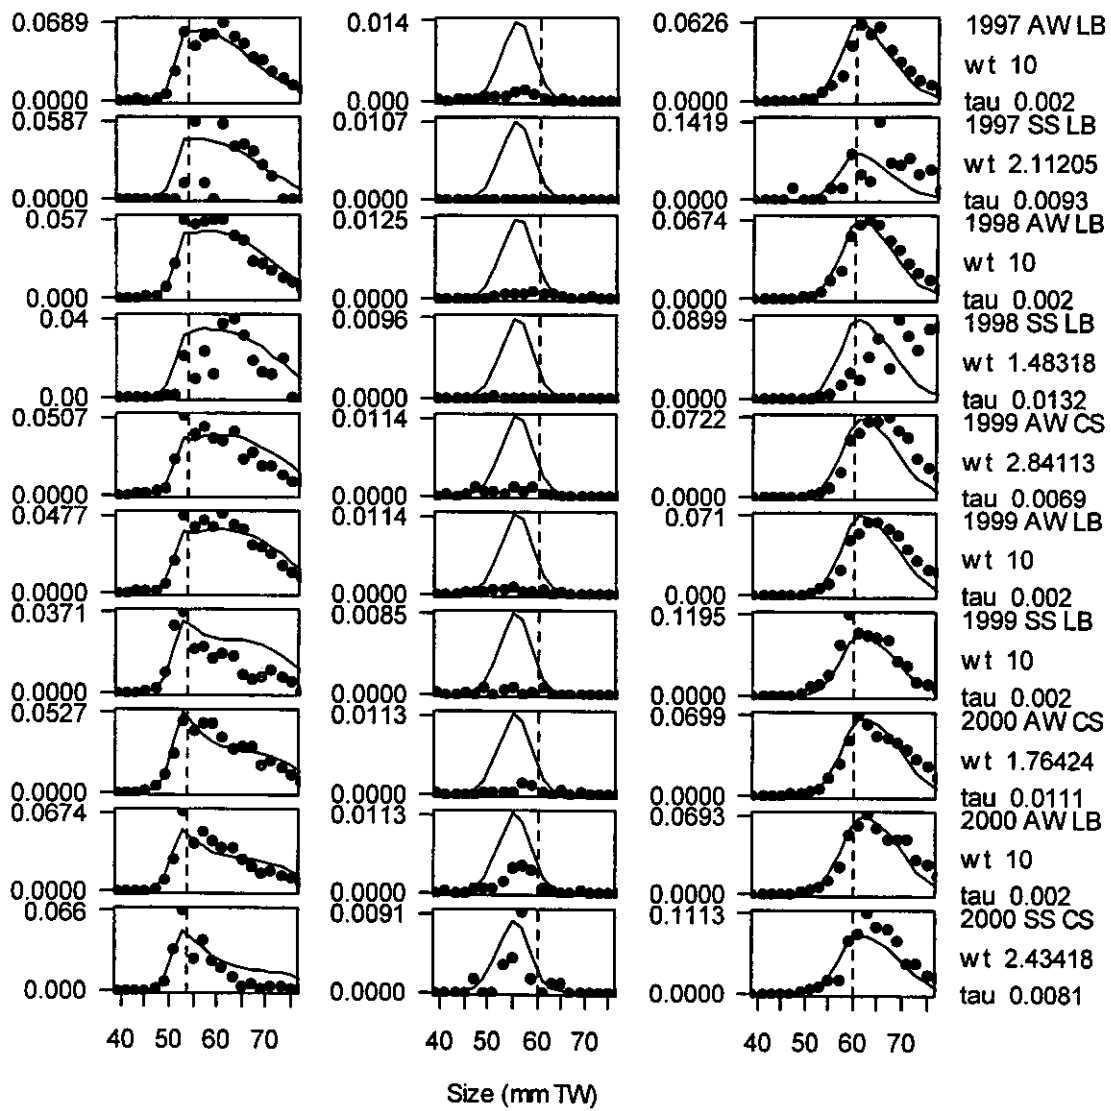 0.0689 0.014 0.0626 1997 AW LB
wt 10
0.0000 0.000 0.0000 tau 0.002
0.0587 0.0107 0.1419 1997 SS LB
wt 2.11205
0.0000 0.0000 0.0000 tau 0.0093
0.057 0.0125 0.0674 1998 AW LB
wt 10
0.000 0.0000 0.0000 tau 0.002
0.04 0.0096 0.0899 1998 SS LB
wt 1.48318
0.00 0.0000 0.0000 tau 0.0132
0.0507 0.0114 0.0722 1999 AW CS
wt 2.84113
0.0000 0.0000 0.0000 tau 0.0069
0.0477 0.0114 0.071 1999 AW LB
wt 10
0.0000 0.0000 0.000 tau 0.002
0.0371 0.0085 0.1195 1999 SS LB
wt 10
0.0000 0.0000 0.0000 tau 0.002
0.0527 0.0113 0.0699 2000 AW CS
wt 1.76424
0.0000 0.0000 0.0000 tau 0.0111
0.0674 0.0113 0.0693 2000 AW LB
wt 10
0.0000 0.0000 0.0000 tau 0.002
0.066 0.0091 0.1113 2000 SS CS
wt 2.43418
0.000 0.0000 0.0000 tau 0.0081
40 50 60 70 40 50 60 70 40 50 60 70
Size (mm TW)